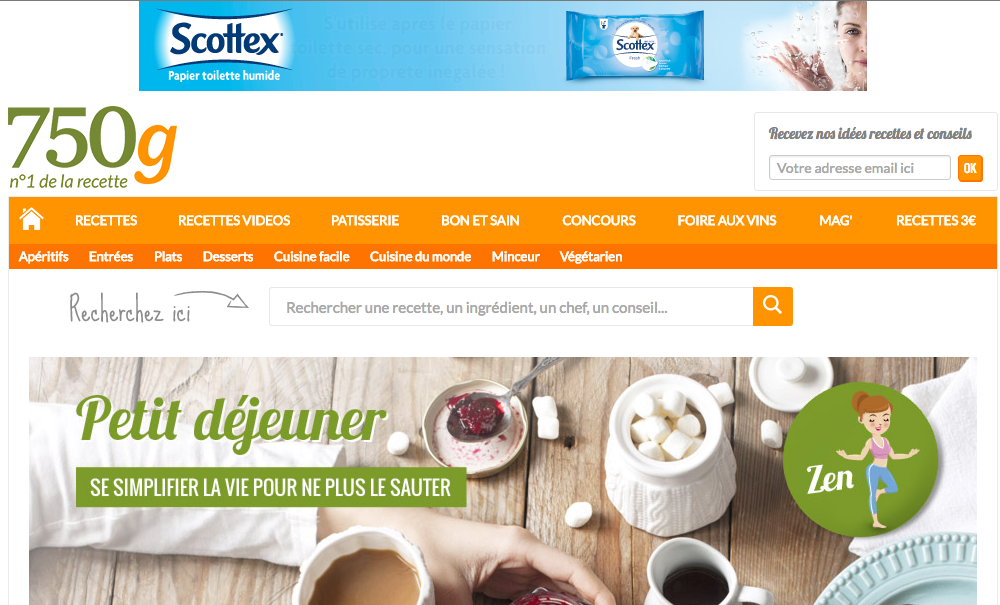 Scottex
Papier toilette humide
S'utilise après le papier
toilette sec pour une sensation
de propreté inégalée !
Scottex
Fresh
750g
n°1 de la recette
Recevez nos idées recettes et conseils
Votre adresse email ici
OK
RECETTES
RECETTES VIDEOS
PATISSERIE
BON ET SAIN
CONCOURS
FOIRE AUX VINS
MAG'
RECETTES 3€
Apéritifs
Entrées
Plats
Desserts
Cuisine facile
Cuisine du monde
Minceur
Végétarien
Recherchez ici
Rechercher une recette, un ingrédient, un chef, un conseil...
Petit déjeuner
SE SIMPLIFIER LA VIE POUR NE PLUS LE SAUTER
Zen